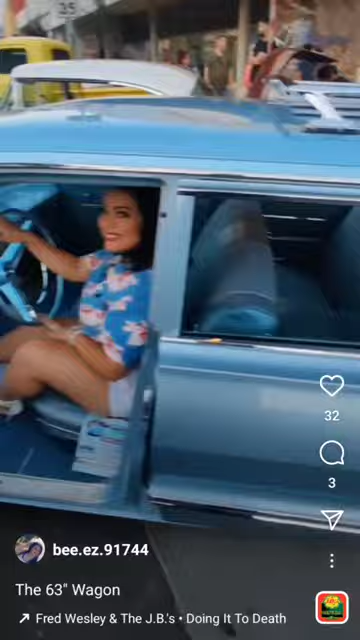 35
32
3
bee.ez.91744
The 63" Wagon
Fred Wesley & The J.B.'s • Doing It To Death